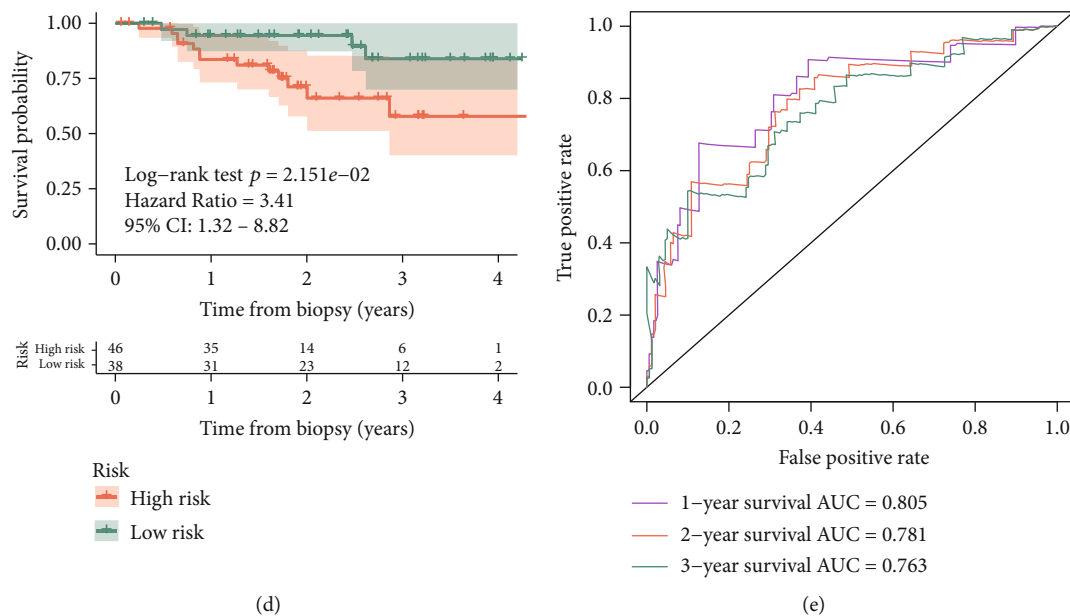 Survival probability
1.00
0.75
0.50
0.25
0.00
Log−rank test p = 2.151e−02
Hazard Ratio = 3.41
95% CI: 1.32 – 8.82
0 1 2 3 4
Time from biopsy (years)
Risk
High risk 46 35 14 6 1
Low risk 38 31 23 12 2
0 1 2 3 4
Time from biopsy (years)
Risk
High risk
Low risk
(d)
True positive rate
1.0
0.8
0.6
0.4
0.2
0.0
0.0 0.2 0.4 0.6 0.8 1.0
False positive rate
1−year survival AUC = 0.805
2−year survival AUC = 0.781
3−year survival AUC = 0.763
(e)